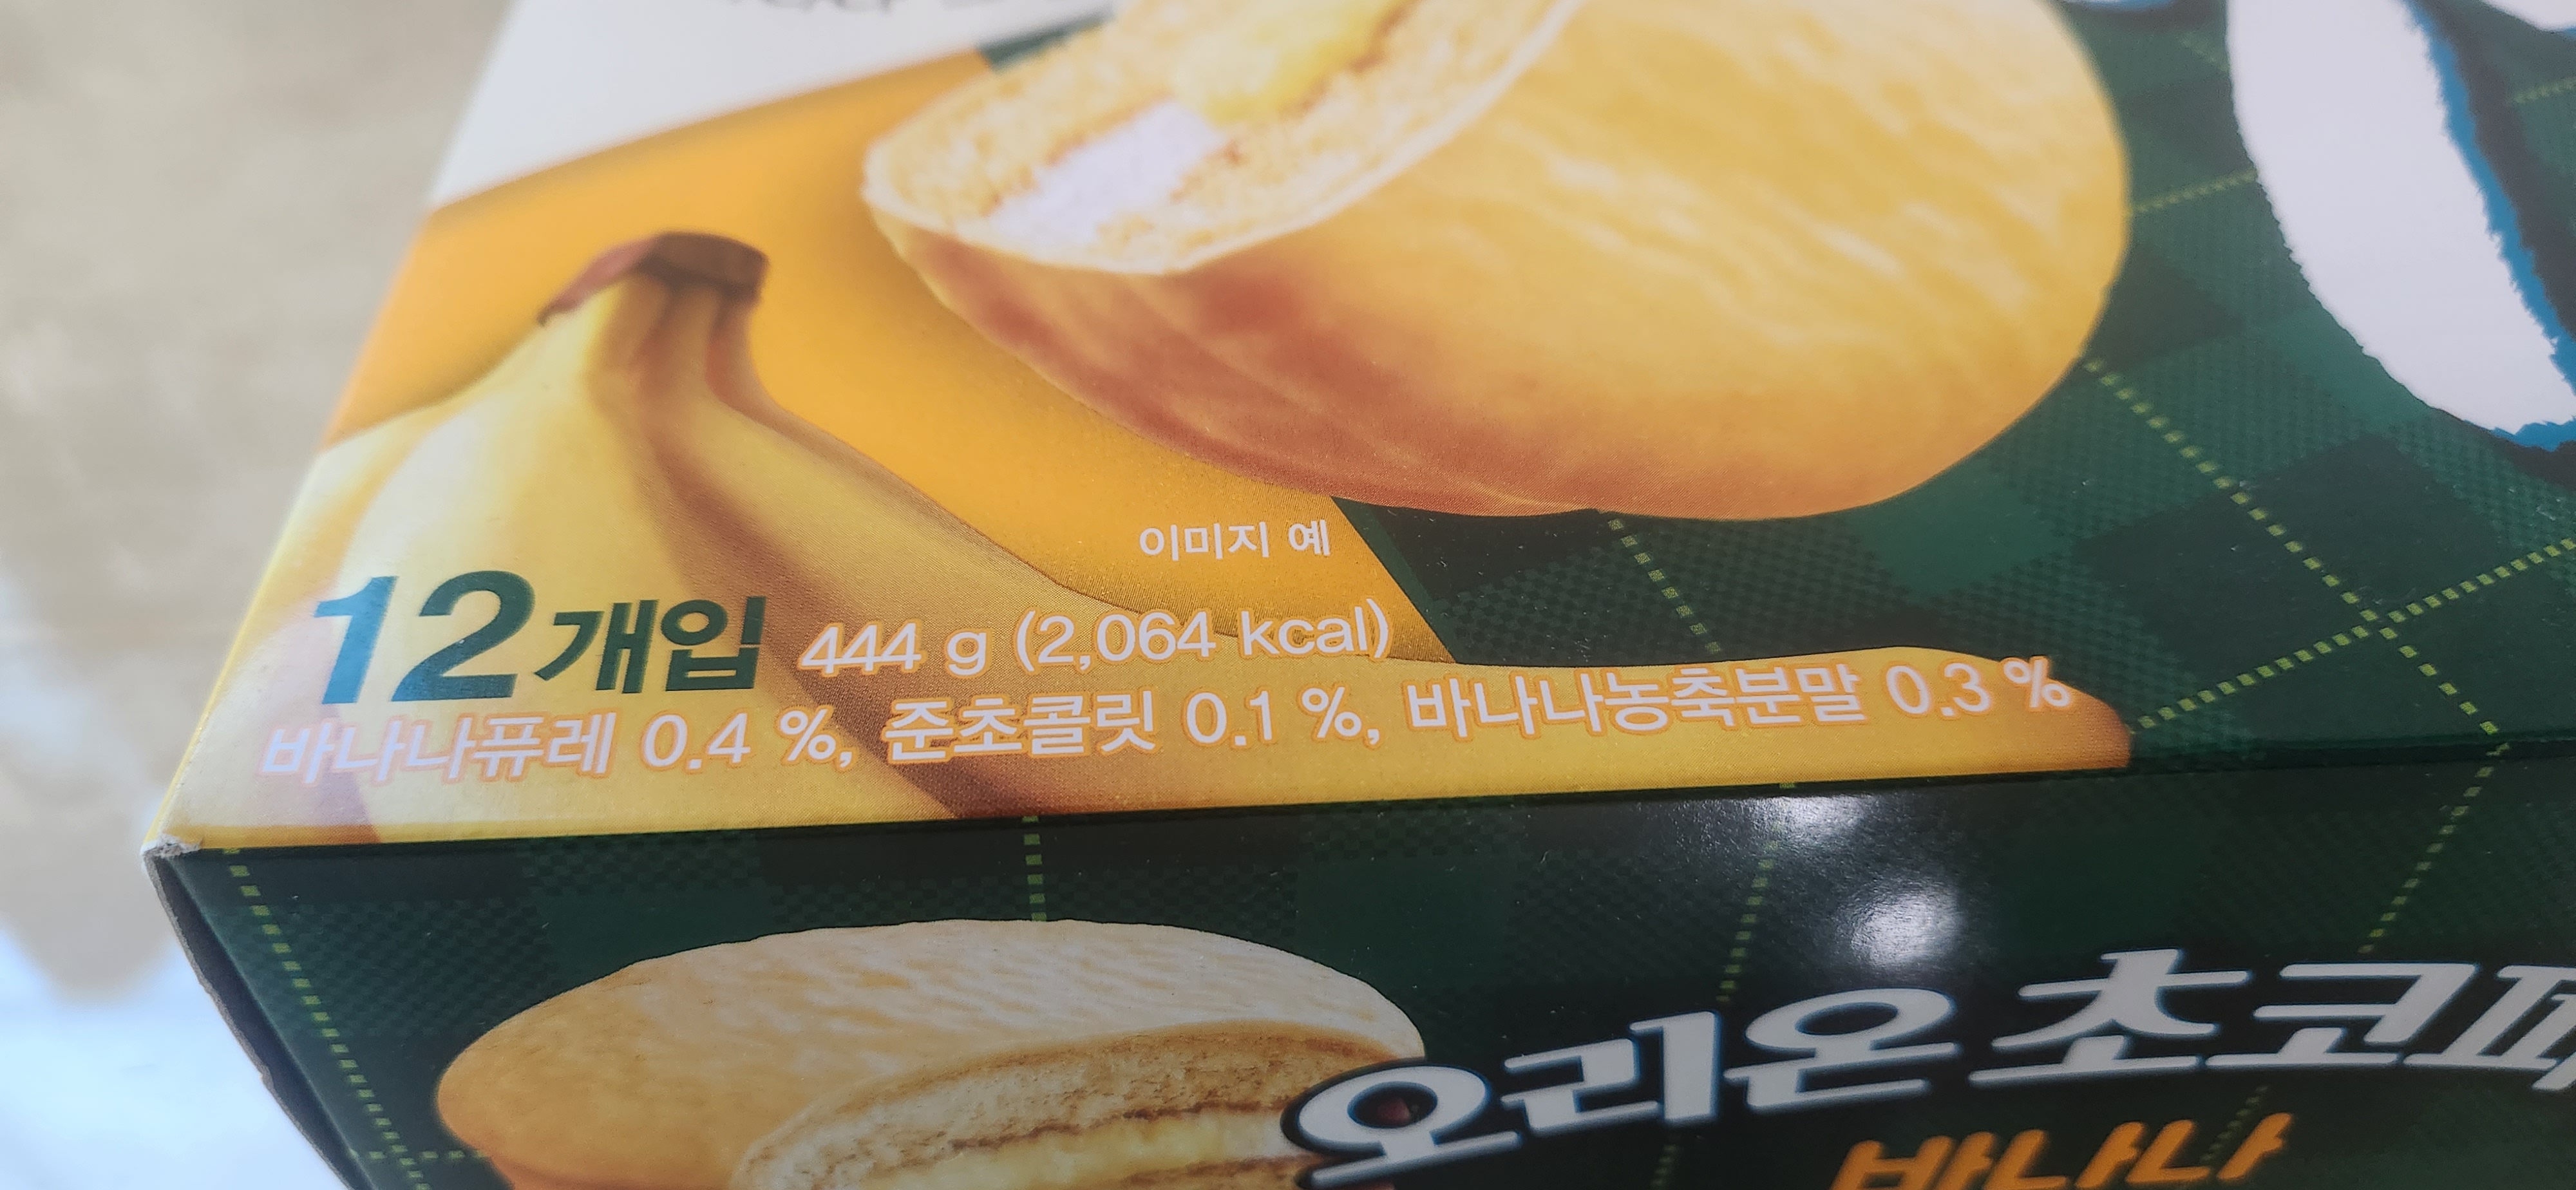 이미지 예
12개입 444 g (2,064 kcal)
바나나퓨레 0.4 %, 준초콜릿 0.1 %, 바나나농축분말 0.3 %
오리온 초코파
바나나